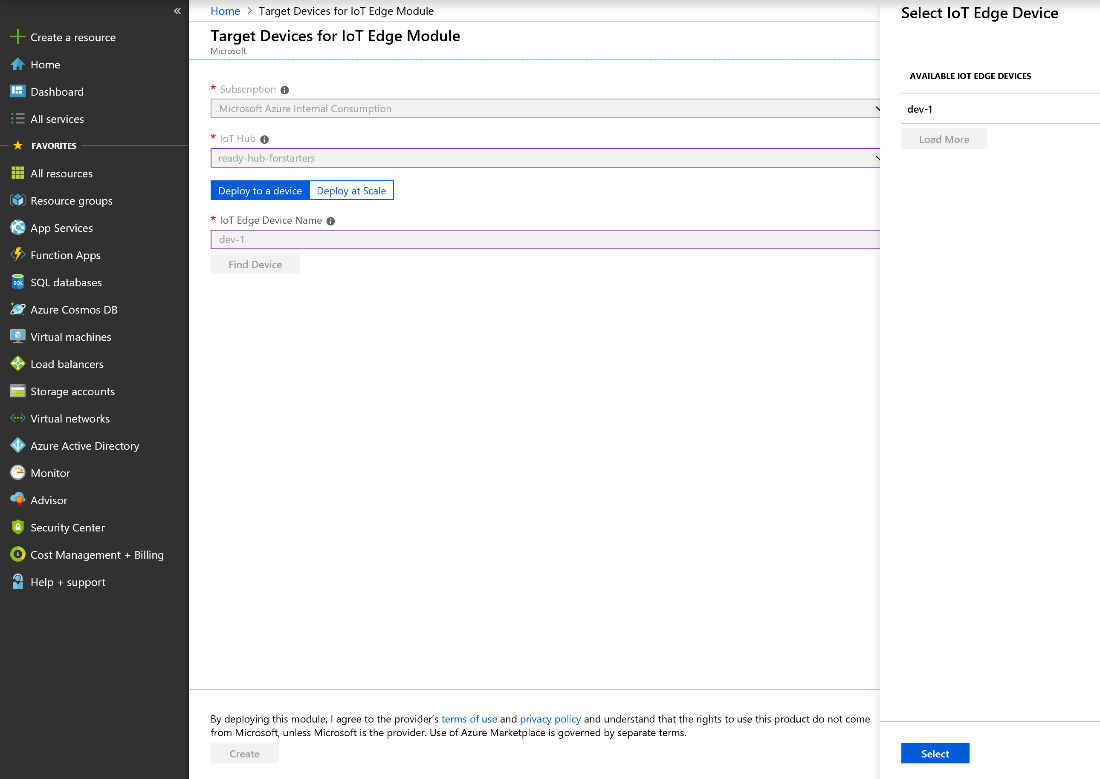 «
Create a resource
Home
Dashboard
All services
FAVORITES
All resources
Resource groups
App Services
Function Apps
SQL databases
Azure Cosmos DB
Virtual machines
Load balancers
Storage accounts
Virtual networks
Azure Active Directory
Monitor
Advisor
Security Center
Cost Management + Billing
Help + support
Home > Target Devices for IoT Edge Module
Target Devices for IoT Edge Module
Microsoft
* Subscription
Microsoft Azure Internal Consumption
* IoT Hub
ready-hub-forstarters
Deploy to a device Deploy at Scale
* IoT Edge Device Name
dev-1
Find Device
By deploying this module, I agree to the provider's terms of use and privacy policy and understand that the rights to use this product do not come
from Microsoft, unless Microsoft is the provider. Use of Azure Marketplace is governed by separate terms.
Create
Select IoT Edge Device
AVAILABLE IOT EDGE DEVICES
dev-1
Load More
Select